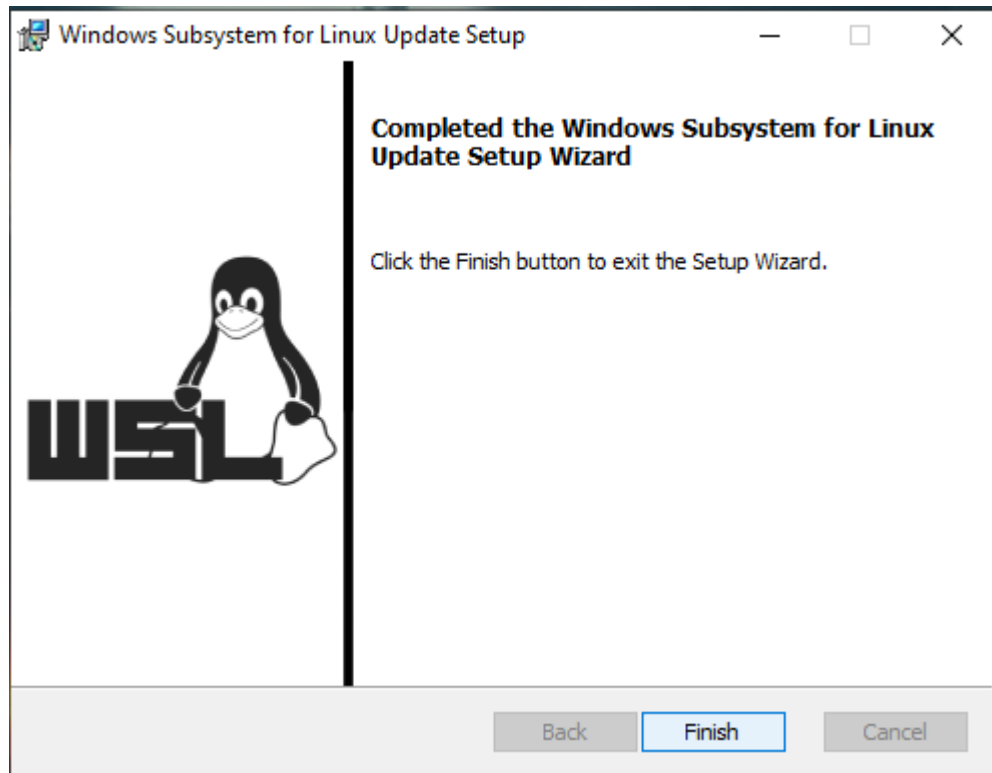 Windows Subsystem for Linux Update Setup
Completed the Windows Subsystem for Linux
Update Setup Wizard
Click the Finish button to exit the Setup Wizard.
WSL
Back
Finish
Cancel